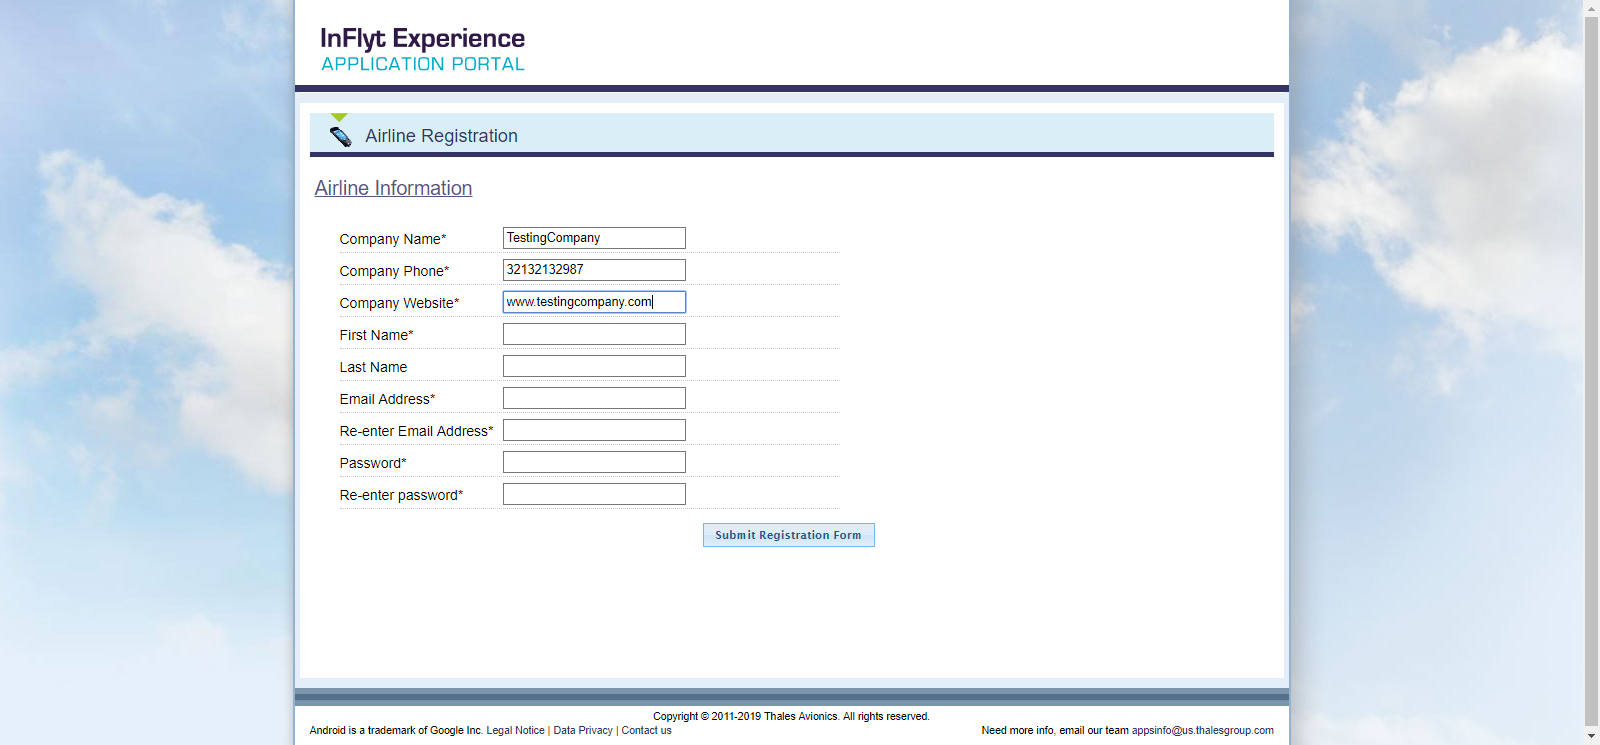 InFlyt Experience
APPLICATION PORTAL
Airline Registration
Airline Information
Company Name* TestingCompany
Company Phone* 32132132987
Company Website* www.testingcompany.com
First Name*
Last Name
Email Address*
Re-enter Email Address*
Password*
Re-enter password*
Submit Registration Form
Copyright © 2011-2019 Thales Avionics. All rights reserved.
Android is a trademark of Google Inc. Legal Notice | Data Privacy | Contact us Need more info, email our team appsinfo@us.thalesgroup.com